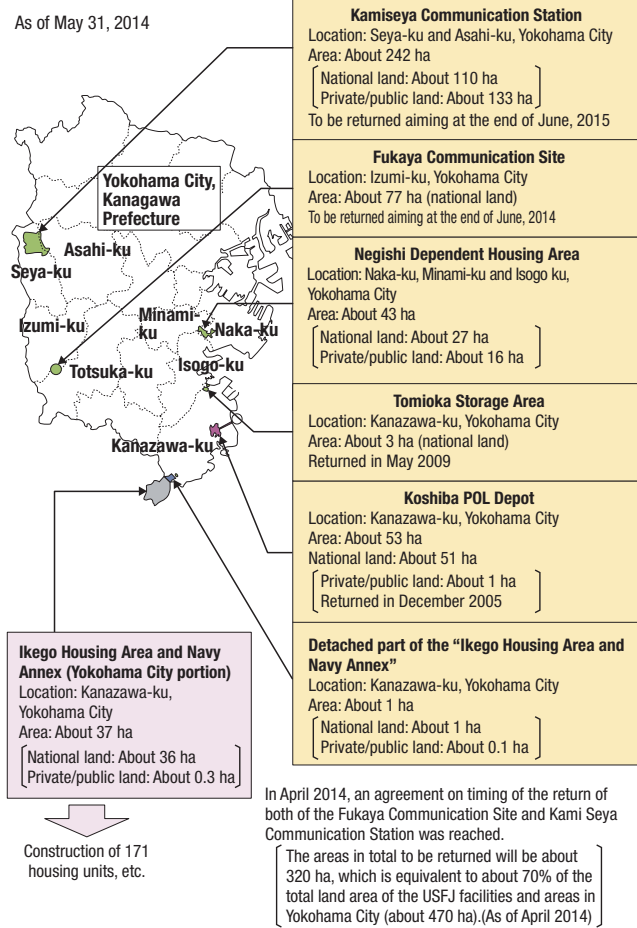 As of May 31, 2014
Kamiseya Communication Station
Location: Seya-ku and Asahi-ku, Yokohama City
Area: About 242 ha
National land: About 110 ha
Private/public land: About 133 ha
To be returned aiming at the end of June, 2015
Fukaya Communication Site
Location: Izumi-ku, Yokohama City
Area: About 77 ha (national land)
To be returned aiming at the end of June, 2014
Negishi Dependent Housing Area
Location: Naka-ku, Minami-ku and Isogo ku,
Yokohama City
Area: About 43 ha
National land: About 27 ha
Private/public land: About 16 ha
Tomioka Storage Area
Location: Kanazawa-ku, Yokohama City
Area: About 3 ha (national land)
Returned in May 2009
Koshiba POL Depot
Location: Kanazawa-ku, Yokohama City
Area: About 53 ha
National land: About 51 ha
Private/public land: About 1 ha
Returned in December 2005
Detached part of the “Ikego Housing Area and
Navy Annex”
Location: Kanazawa-ku, Yokohama City
Area: About 1 ha
National land: About 1 ha
Private/public land: About 0.1 ha
Yokohama City,
Kanagawa
Prefecture
Asahi-ku
Seya-ku
Izumi-ku
Minami-
ku
Naka-ku
Totsuka-ku
Isogo-ku
Kanazawa-ku
Ikego Housing Area and Navy
Annex (Yokohama City portion)
Location: Kanazawa-ku,
Yokohama City
Area: About 37 ha
National land: About 36 ha
Private/public land: About 0.3 ha
Construction of 171
housing units, etc.
In April 2014, an agreement on timing of the return of
both of the Fukaya Communication Site and Kami Seya
Communication Station was reached.
The areas in total to be returned will be about
320 ha, which is equivalent to about 70% of the
total land area of the USFJ facilities and areas in
Yokohama City (about 470 ha).(As of April 2014)